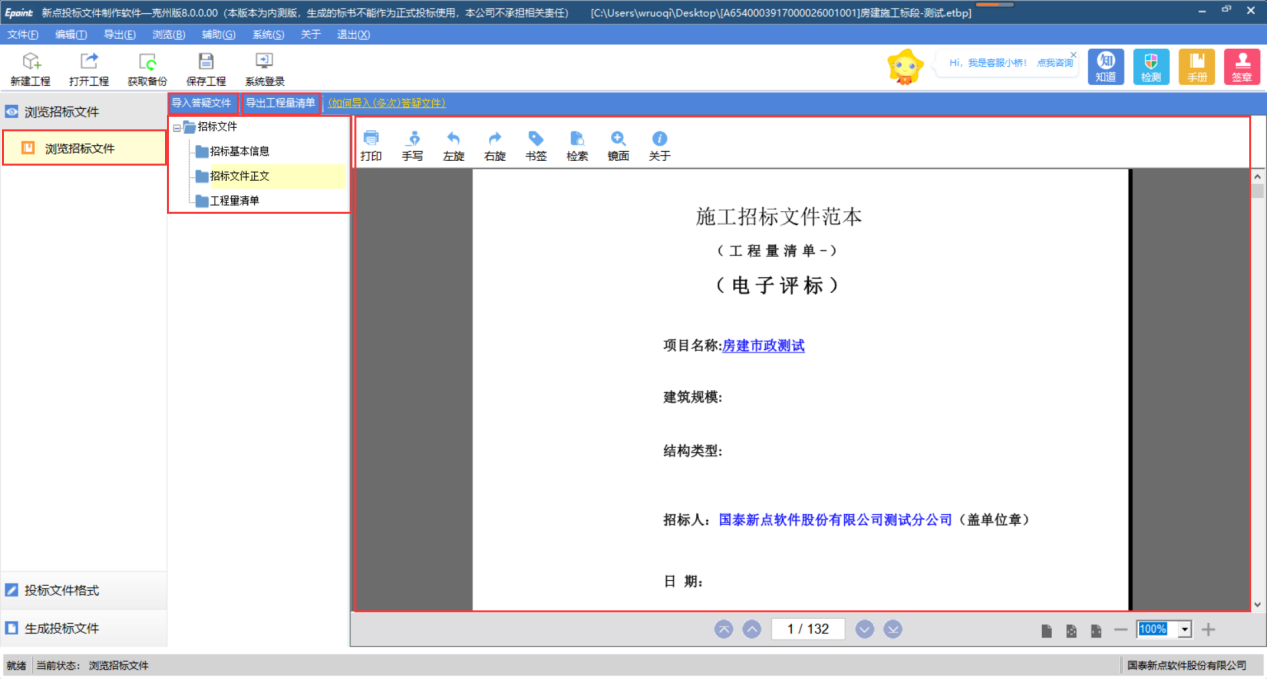 Epoint 新点投标文件制作软件—克州版8.0.0.00（本版本为内测版，生成的标书不能作为正式投标使用，本公司不承担相关责任） [C:\Users\wruoqi\Desktop\[A6540003917000026001001]房建施工标段-测试.etbp]
文件(F) 编辑(T) 导出(E) 浏览(B) 辅助(G) 系统(S) 关于 退出(X)
Hi，我是客服小桥！ 点我咨询
知
新建工程 打开工程 获取备份 保存工程 系统登录 知道 检测 手册 签章
浏览招标文件 导入答疑文件 导出工程量清单 (如何导入(多次)答疑文件)
浏览招标文件
招标文件
招标基本信息
招标文件正文
工程量清单
打印 手写 左旋 右旋 书签 检索 镜面 关于
施工招标文件范本
（工程量清单-）
（电子评标）
项目名称:房建市政测试
建筑规模:
结构类型:
招标人： 国泰新点软件股份有限公司测试分公司（盖单位章）
日 期:
投标文件格式
生成投标文件
1 / 132 100%
就绪 当前状态： 浏览招标文件 国泰新点软件股份有限公司